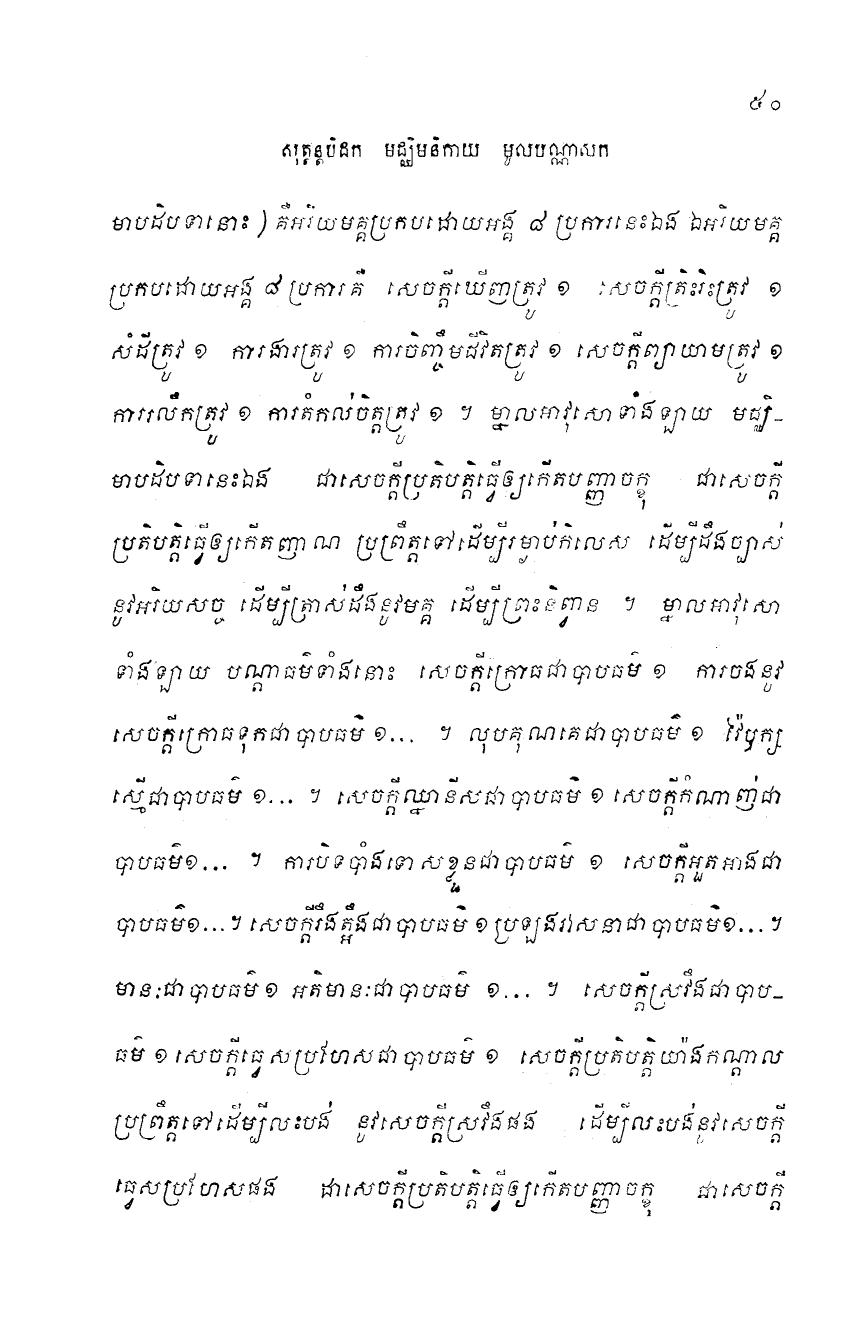 ៥០
សុត្តន្តបិដក មជ្ឈិមនិកាយ មូលបណ្ណាសក
មាបដិបទានោះ ) គឺអរិយមគ្គប្រកបដោយអង្គ ៨ ប្រការនេះឯង ឯអរិយមគ្គ
ប្រកបដោយអង្គ ៨ ប្រការគឺ សេចក្តីឃើញត្រូវ ១ សេចក្តីត្រិះរិះត្រូវ ១
សំដីត្រូវ ១ ការងារត្រូវ ១ ការចិញ្ចឹមជីវិតត្រូវ ១ សេចក្តីព្យាយាមត្រូវ ១
ការរលឹកត្រូវ ១ ការតំកល់ចិត្តត្រូវ ១ ។ ម្នាលអាវុសោទាំងឡាយ មជ្ឈិ-
មាបដិបទានេះឯង ជាសេចក្តីប្រតិបត្តិធ្វើឲ្យកើតបញ្ញាចក្ខុ ជាសេចក្តី
ប្រតិបត្តិធ្វើឲ្យកើតញាណ ប្រព្រឹត្តទៅដើម្បីរម្ងាប់កិលេស ដើម្បីដឹងច្បាស់
នូវអរិយសច្ច ដើម្បីត្រាស់ដឹងនូវមគ្គ ដើម្បីព្រះនិព្វាន ។ ម្នាលអាវុសោ
ទាំងឡាយ បណ្តាធម៌ទាំងនោះ សេចក្តីក្រោធជាបាបធម៌ ១ ការចងនូវ
សេចក្តីក្រោធទុកជាបាបធម៌ ១... ។ លុបគុណគេជាបាបធម៌ ១ វ៉ៃឫក្ស
ស្មើជាបាបធម៌ ១... ។ សេចក្តីឈ្នានីសជាបាបធម៌ ១ សេចក្តីកំណាញ់ជា
បាបធម៌១... ។ ការបិទបាំងទោសខ្លួនជាបាបធម៌ ១ សេចក្តីអួតអាងជា
បាបធម៌១...។ សេចក្តីរឹងត្អឹងជាបាបធម៌ ១ ប្រឡងវាសនាជាបាបធម៌១...។
មានះជាបាបធម៌១ អតិមានះជាបាបធម៌ ១... ។ សេចក្តីស្រវឹងជាបាប-
ធម៌ ១ សេចក្តីធ្វេសប្រហែសជាបាបធម៌ ១ សេចក្តីប្រតិបត្តិយ៉ាងកណ្តាល
ប្រព្រឹត្តទៅដើម្បីលះបង់ នូវសេចក្តីស្រវឹងផង ដើម្បីលះបង់នូវសេចក្តី
ធ្វេសប្រហែសផង ជាសេចក្តីប្រតិបត្តិធ្វើឲ្យកើតបញ្ញាចក្ខុ ជាសេចក្តី